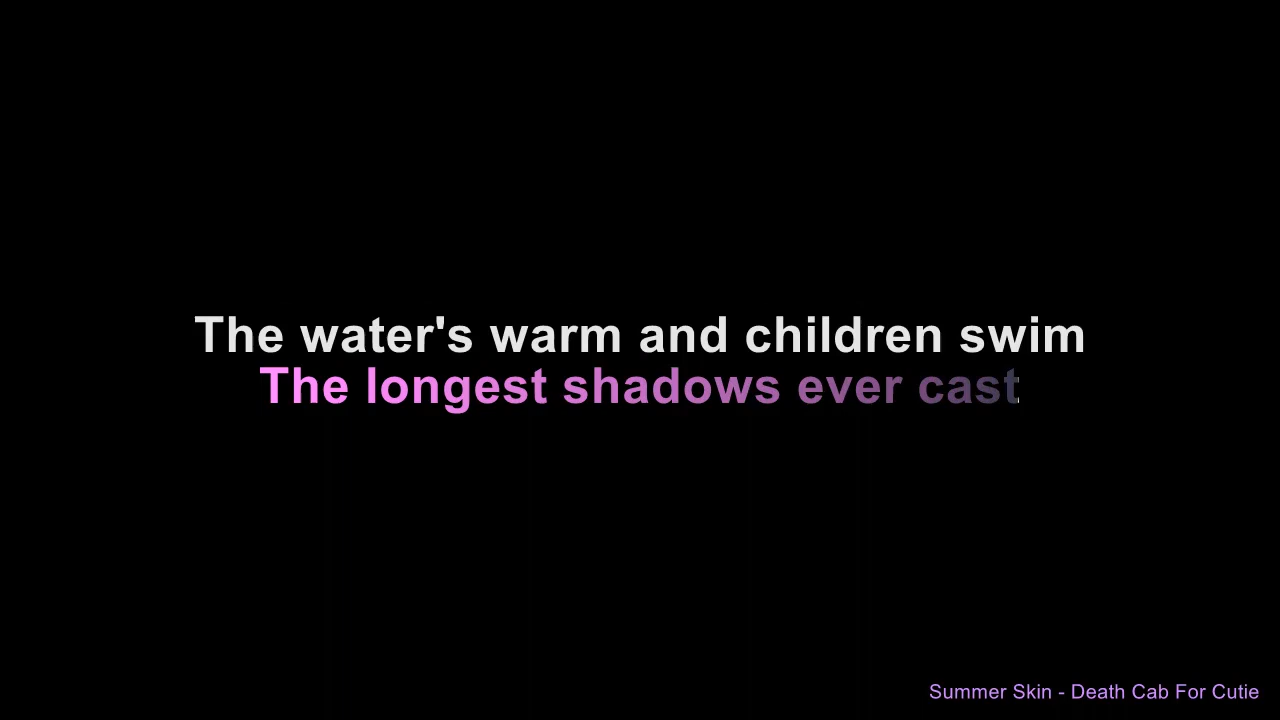 The water's warm and children swim
The longest shadows ever cast
Summer Skin - Death Cab For Cutie